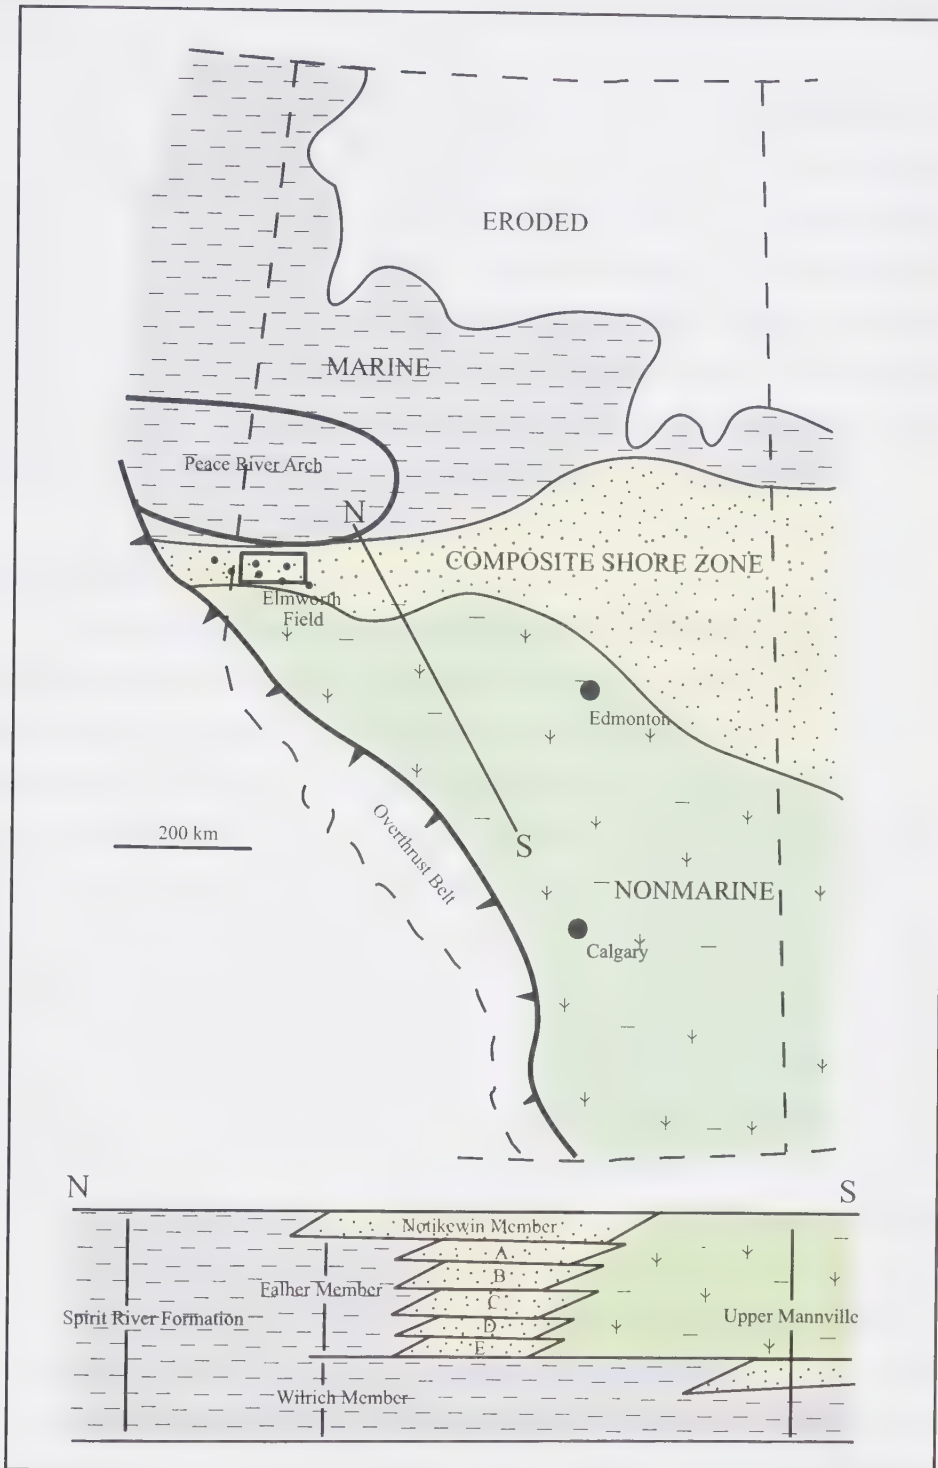 ERODED
MARINE
Peace River Arch
N
COMPOSITE SHORE ZONE
Elmworth
Field
Edmonton
200 km
Overthrust Belt
S
NONMARINE
Calgary
N
S
Notikewin Member
A
B
Falher Member
C
Spirit River Formation
Upper Mannville
D
E
Wilrich Member